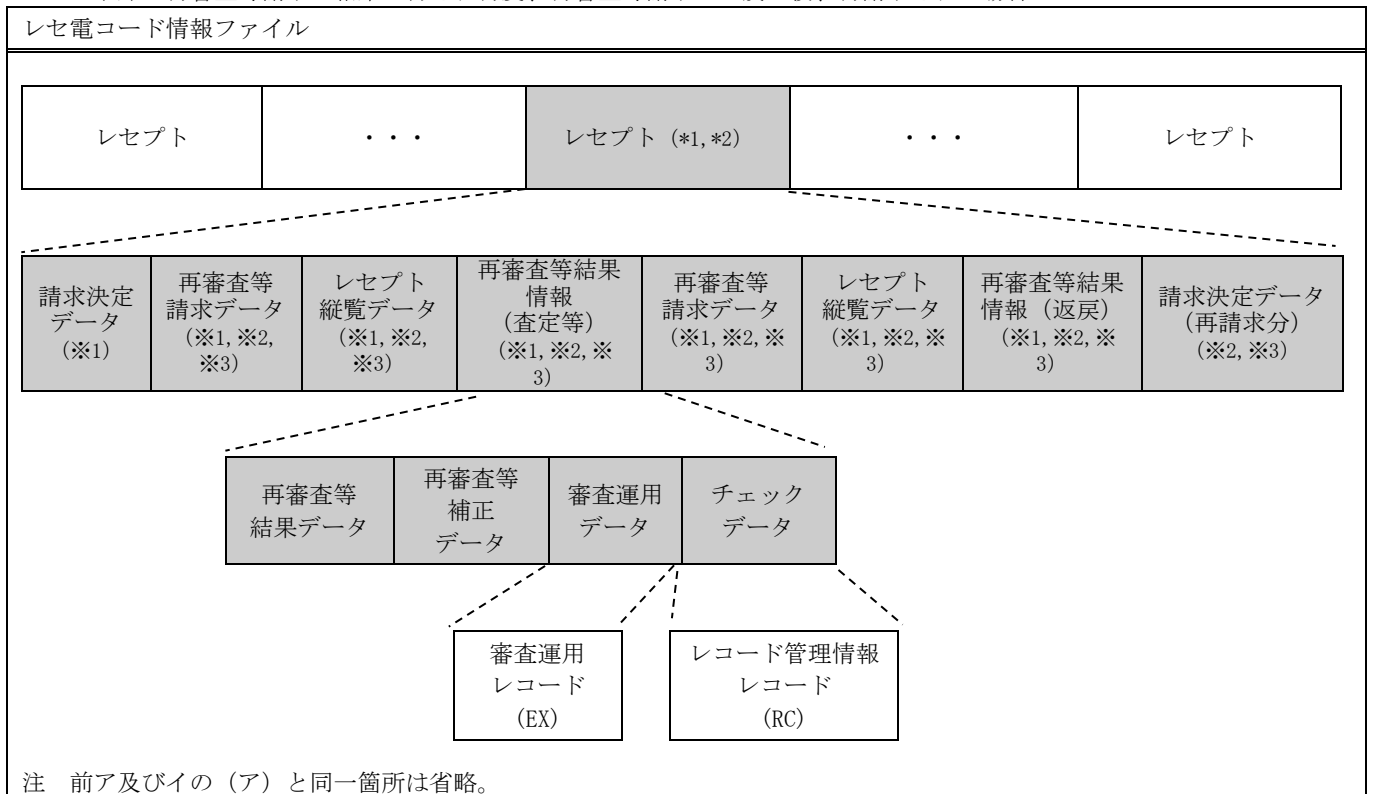 レセ電コード情報ファイル
レセプト
・・・
レセプト (*1,*2)
・・・
レセプト
請求決定
データ
(※1)
再審査等
請求データ
(※1,※2,
※3)
レセプト
縦覧データ
(※1,※2,
※3)
再審査等結果
情報
(査定等)
(※1,※2,※
3)
再審査等
請求データ
(※1,※2,※
3)
レセプト
縦覧データ
(※1,※2,※
3)
再審査等結果
情報(返戻)
(※1,※2,※
3)
請求決定データ
(再請求分)
(※2,※3)
再審査等
結果データ
再審査等
補正
データ
審査運用
データ
チェック
データ
審査運用
レコード
(EX)
レコード管理情報
レコード
(RC)
注 前ア及びイの(ア)と同一箇所は省略。